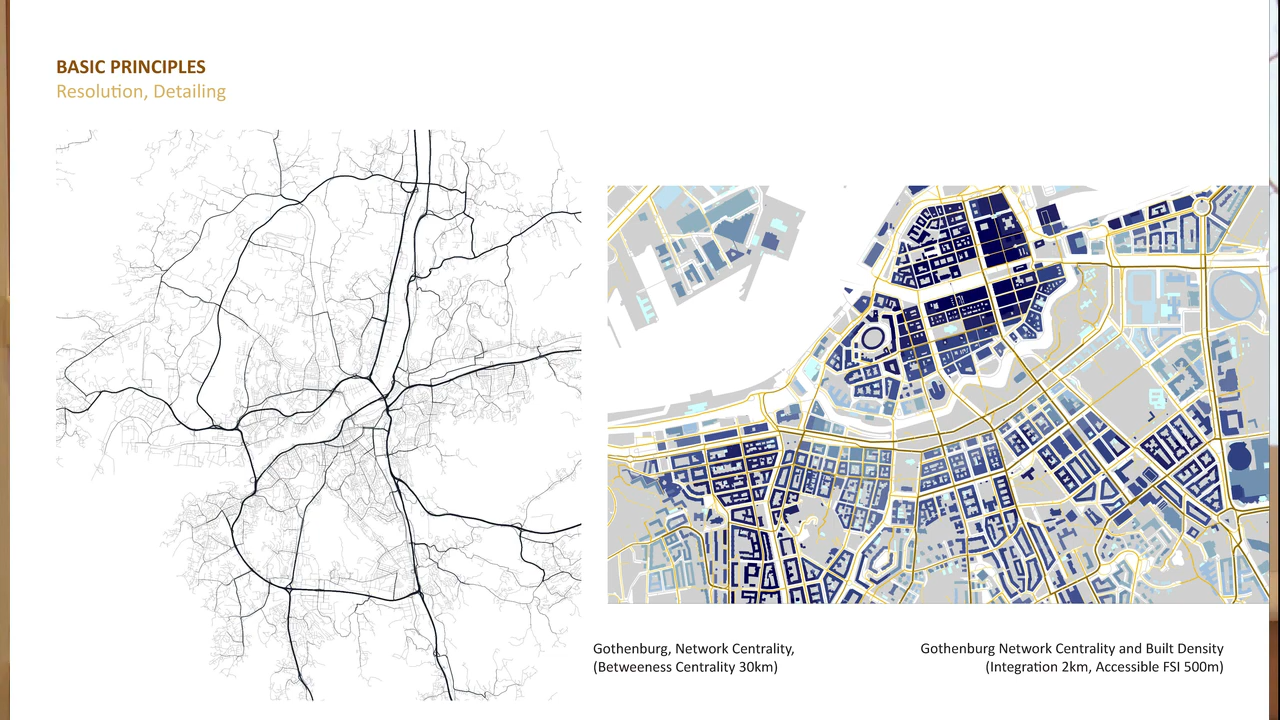 BASIC PRINCIPLES
Resolution, Detailing
Gothenburg, Network Centrality,
(Betweeness Centrality 30km)
Gothenburg Network Centrality and Built Density
(Integration 2km, Accessible FSI 500m)